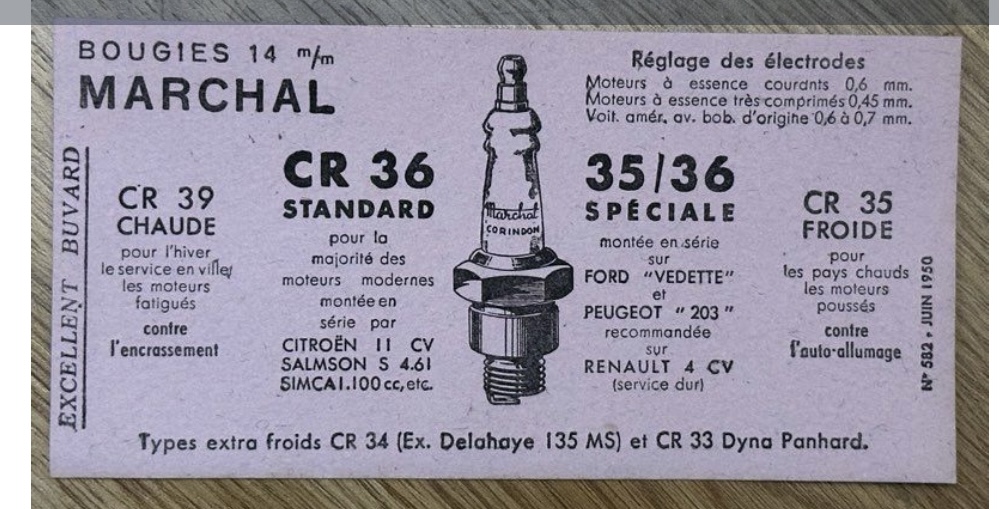 BOUGIES 14 m/m
MARCHAL
Réglage des électrodes
Moteurs à essence courants 0,6 mm.
Moteurs à essence très comprimés 0,45 mm.
Voit. amér. av. bob. d'origine 0,6 à 0,7 mm.
EXCELLENT BUVARD
CR 39
CHAUDE
pour l'hiver
le service en ville,
les moteurs
fatigués
contre
l'encrassement
CR 36
STANDARD
pour la
majorité des
moteurs modernes
montée en
série par
CITROËN 11 CV
SALMSON S 4.61
SIMCA 1.100 cc, etc.
Marchal
CORINDON
35/36
SPÉCIALE
montée en série
sur
FORD "VEDETTE"
et
PEUGEOT "203"
recommandée
sur
RENAULT 4 CV
(service dur)
CR 35
FROIDE
pour
les pays chauds
les moteurs
poussés
contre
l'auto-allumage
N° 582 - JUIN 1950
Types extra froids CR 34 (Ex. Delahaye 135 MS) et CR 33 Dyna Panhard.